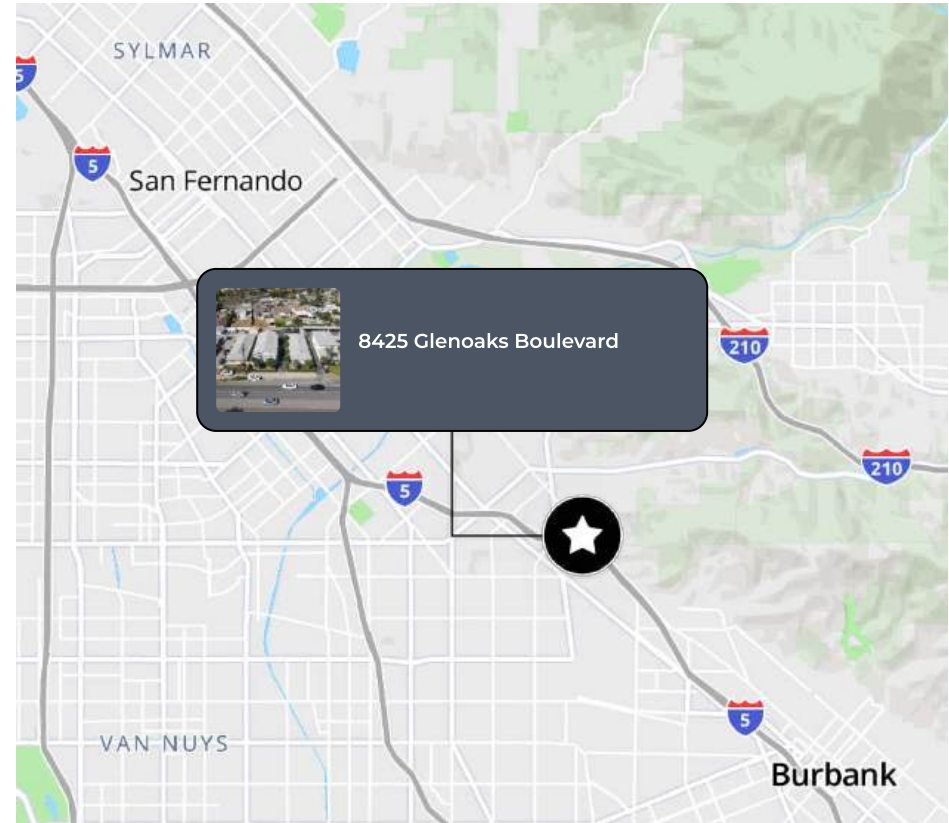 SYLMAR
5
5
San Fernando
8425 Glenoaks Boulevard
210
210
5
5
VAN NUYS
Burbank